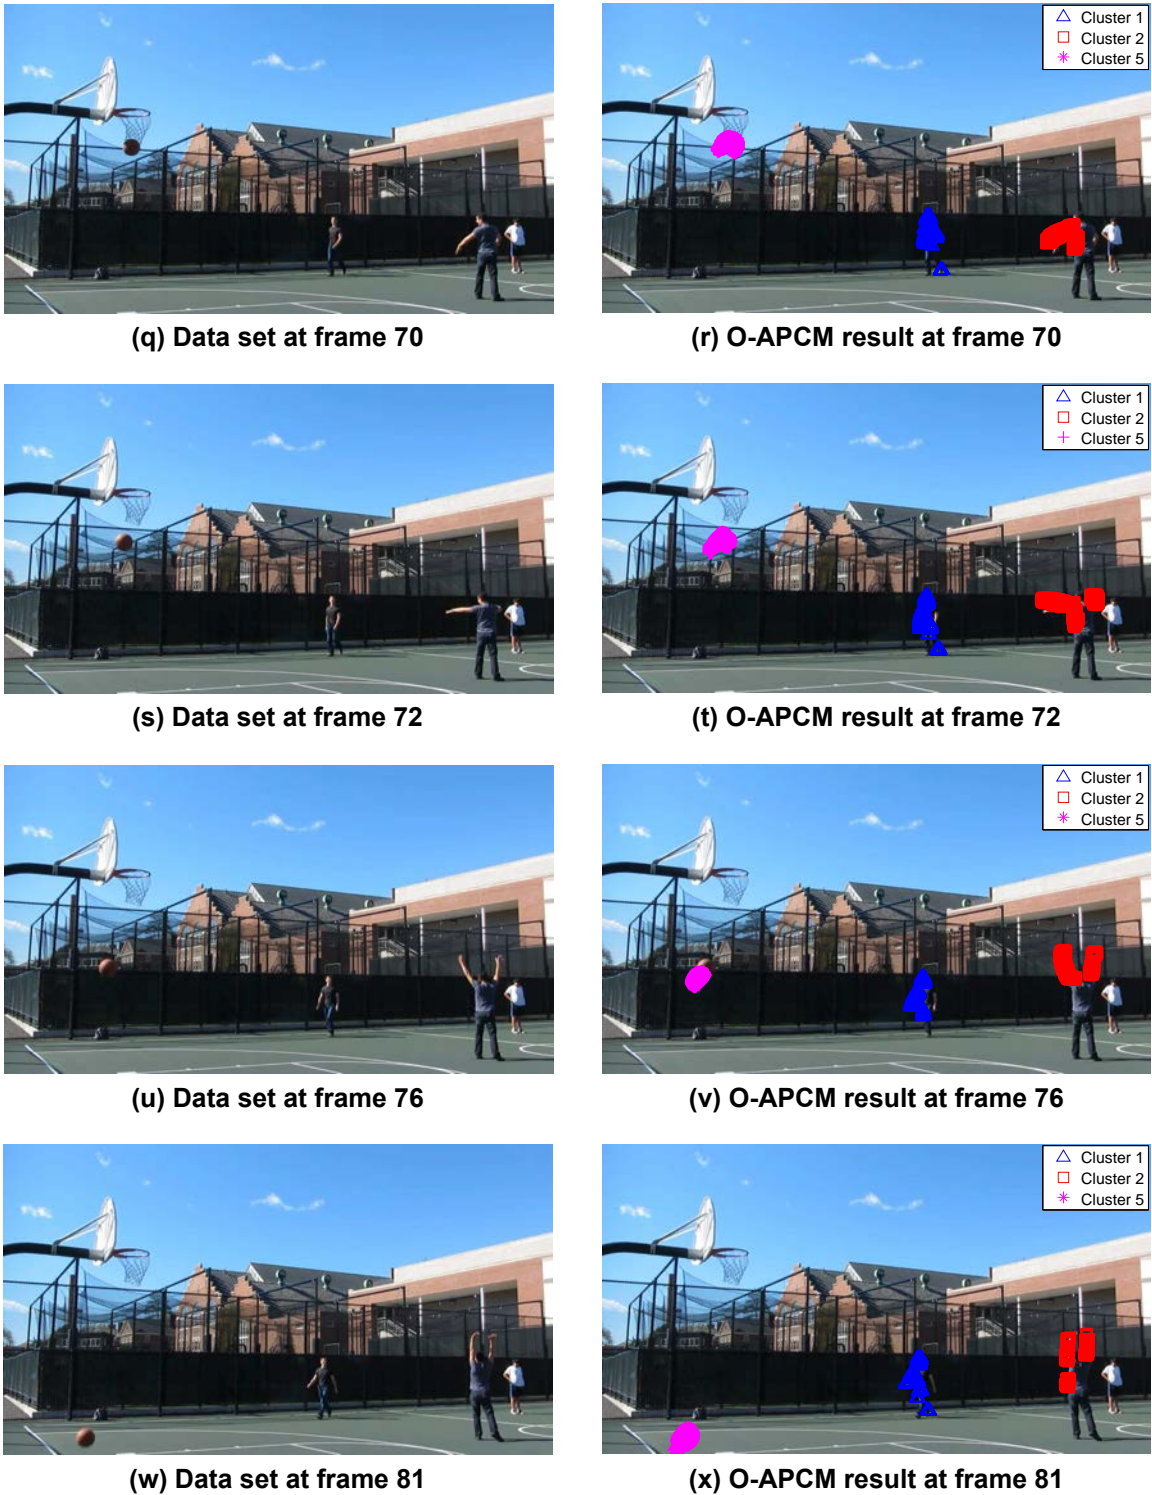 Cluster 1
Cluster 2
Cluster 5
(q) Data set at frame 70
(r) O-APCM result at frame 70
Cluster 1
Cluster 2
Cluster 5
(s) Data set at frame 72
(t) O-APCM result at frame 72
Cluster 1
Cluster 2
Cluster 5
(u) Data set at frame 76
(v) O-APCM result at frame 76
Cluster 1
Cluster 2
Cluster 5
(w) Data set at frame 81
(x) O-APCM result at frame 81